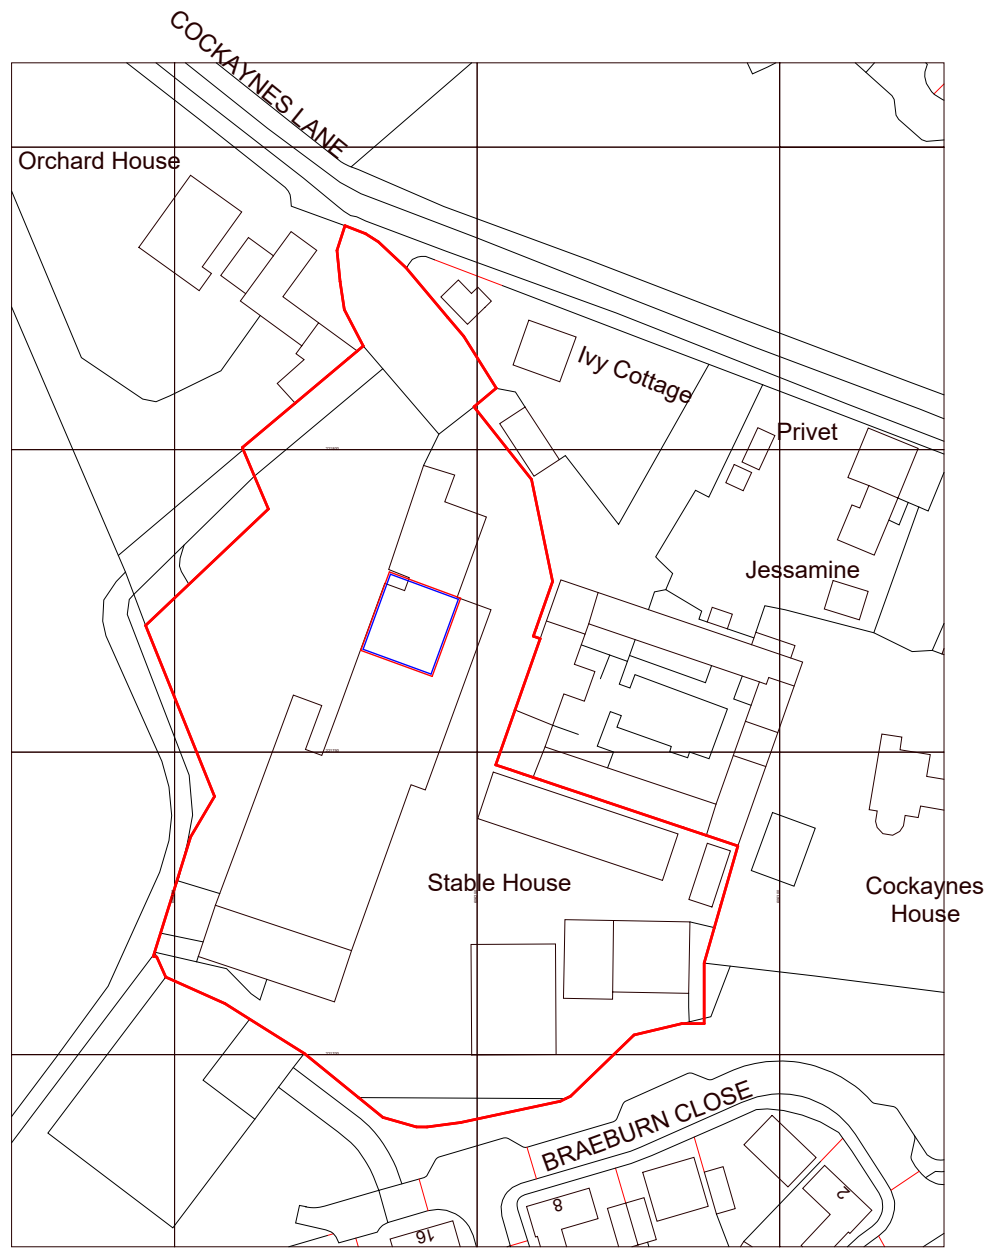 COCKAYNES LANE
Orchard House
Ivy Cottage
Privet
Jessamine
Stable House
Cockaynes
House
BRAEBURN CLOSE
8
2
16